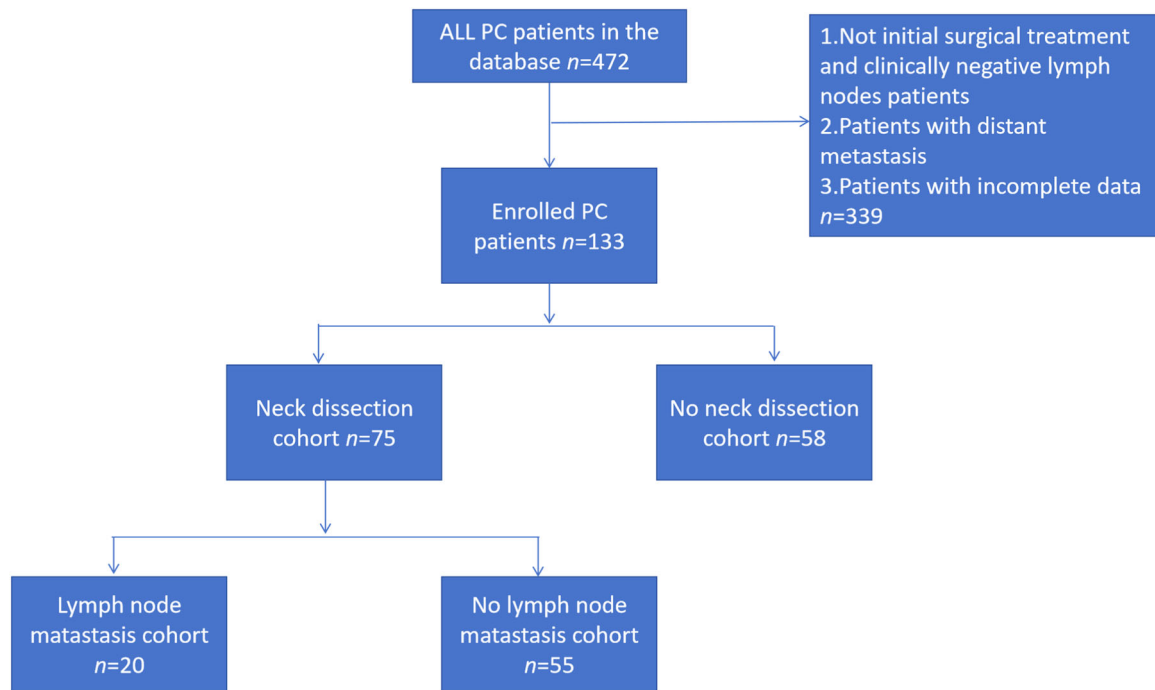 ALL PC patients in the
database n=472
1.Not initial surgical treatment
and clinically negative lymph
nodes patients
2.Patients with distant
metastasis
3.Patients with incomplete data
n=339
Enrolled PC
patients n=133
Neck dissection
cohort n=75
No neck dissection
cohort n=58
Lymph node
matastasis cohort
n=20
No lymph node
matastasis cohort
n=55